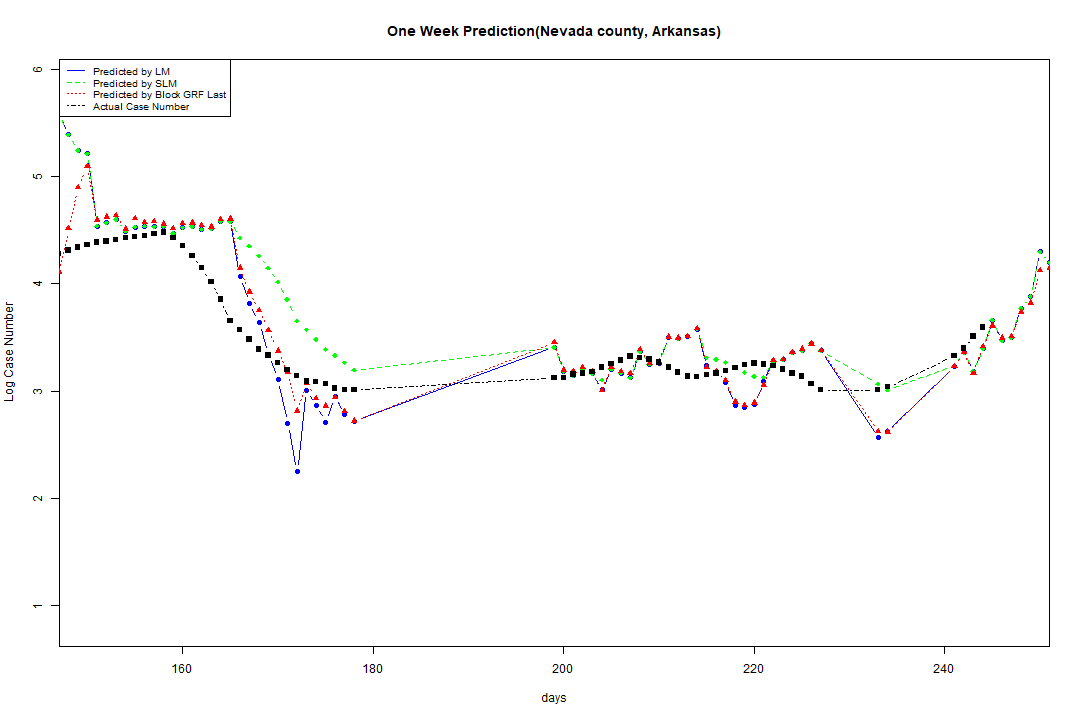 One Week Prediction(Nevada county, Arkansas)
Predicted by LM
Predicted by SLM
Predicted by Block GRF Last
Actual Case Number
6
5
4
3
2
1
Log Case Number
160 180 200 220 240
days